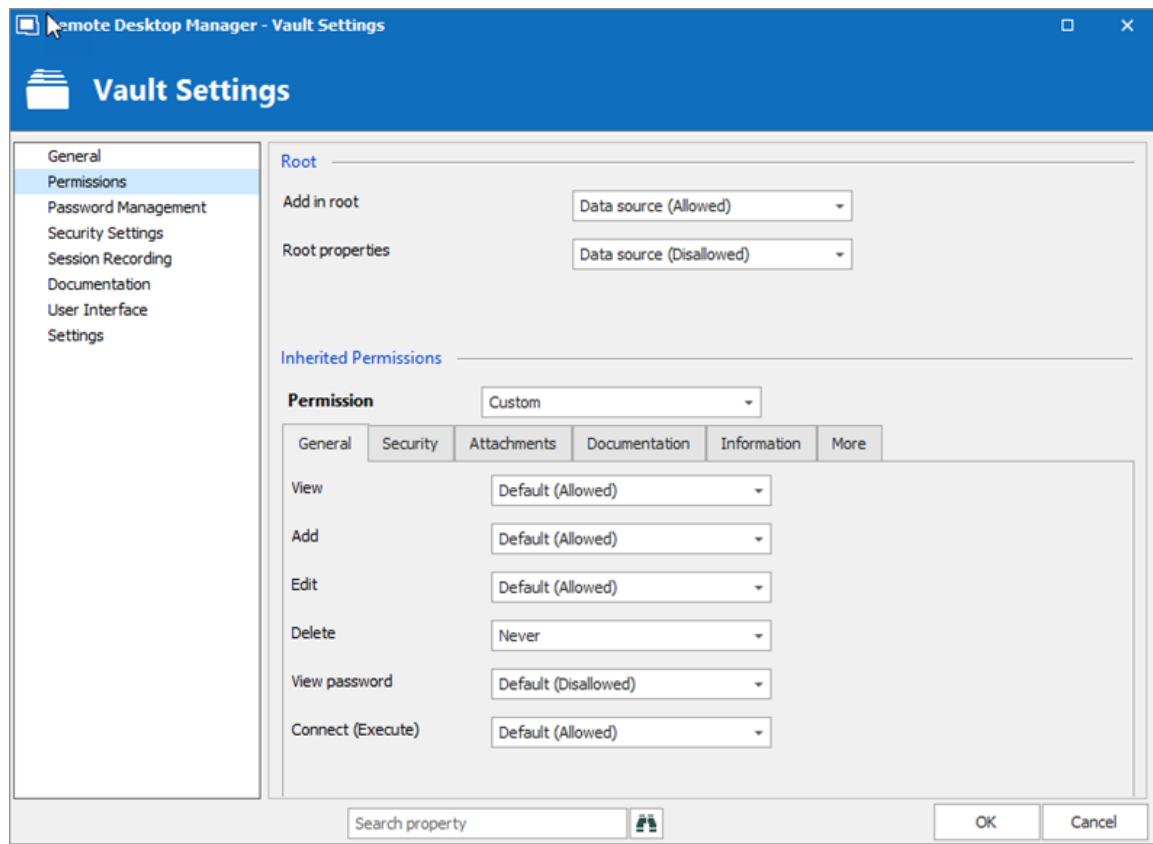 Remote Desktop Manager - Vault Settings
Vault Settings
General
Permissions
Password Management
Security Settings
Session Recording
Documentation
User Interface
Settings
Root
Add in root
Data source (Allowed)
Root properties
Data source (Disallowed)
Inherited Permissions
Permission
Custom
General Security Attachments Documentation Information More
View
Default (Allowed)
Add
Default (Allowed)
Edit
Default (Allowed)
Delete
Never
View password
Default (Disallowed)
Connect (Execute)
Default (Allowed)
Search property
OK
Cancel